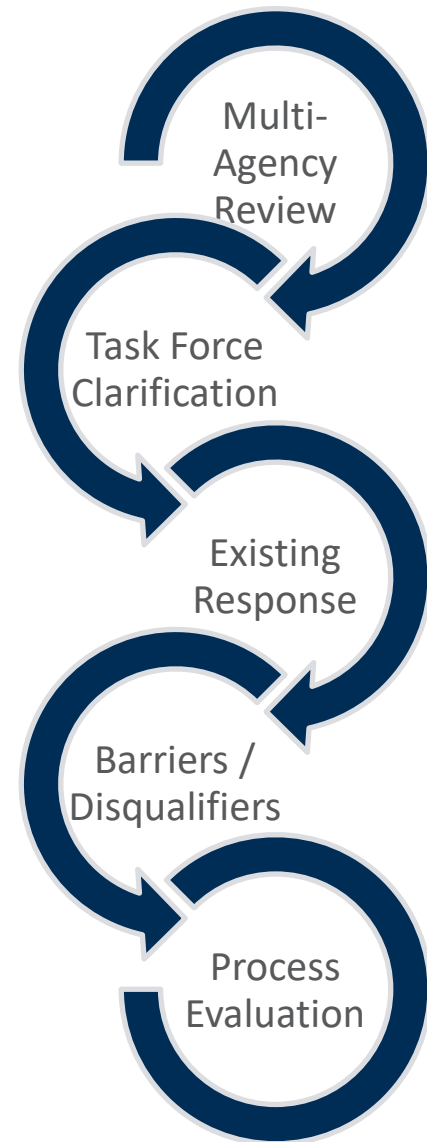 Multi-
Agency
Review
Task Force
Clarification
Existing
Response
Barriers /
Disqualifiers
Process
Evaluation